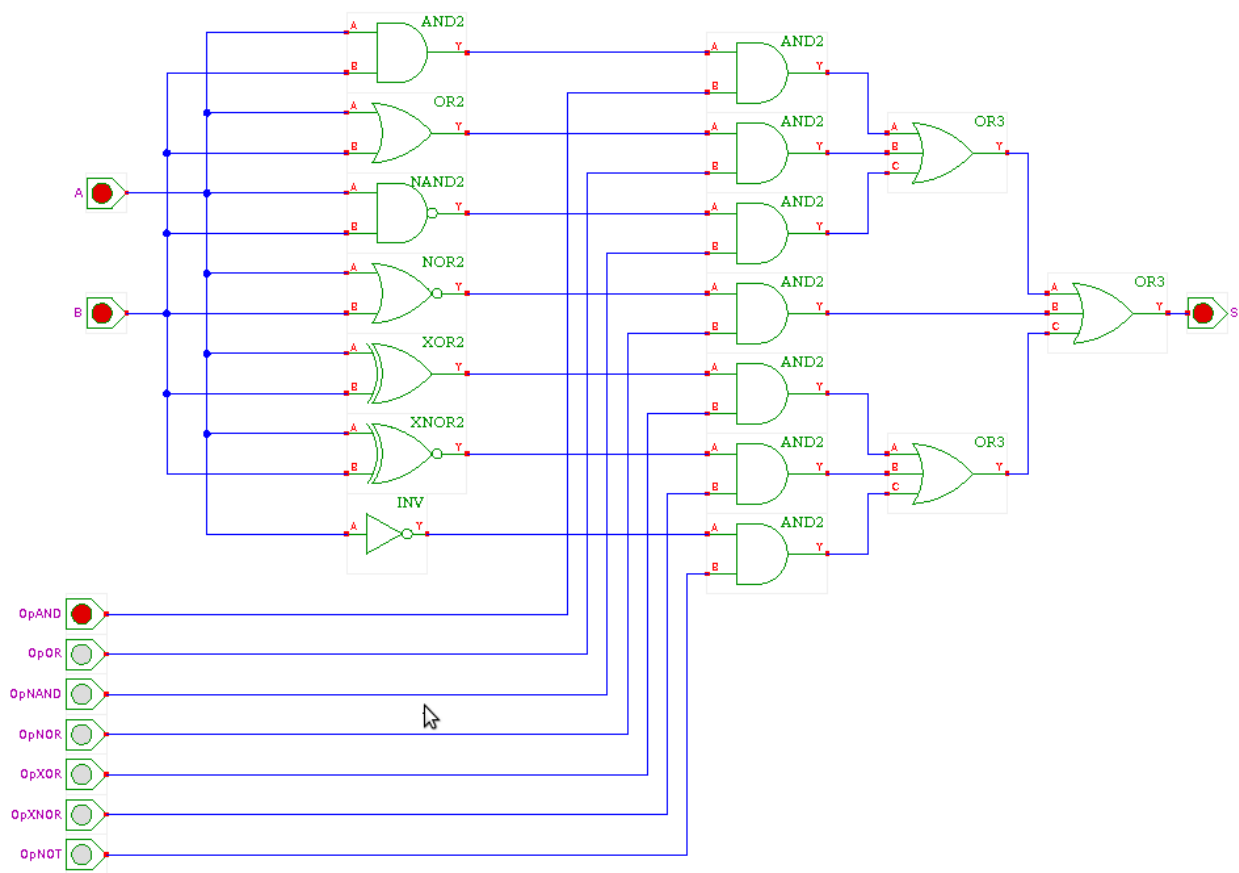 AND2
A
B
Y
OR2
A
B
Y
NAND2
A
B
Y
NOR2
A
B
Y
XOR2
A
B
Y
XNOR2
A
B
Y
INV
A
Y
A
B
AND2
A
B
Y
AND2
A
B
Y
AND2
A
B
Y
AND2
A
B
Y
AND2
A
B
Y
AND2
A
B
Y
AND2
A
B
Y
OR3
A
B
C
Y
OR3
A
B
C
Y
OR3
A
B
C
Y
S
OpAND
OpOR
OpNAND
OpNOR
OpXOR
OpXNOR
OpNOT